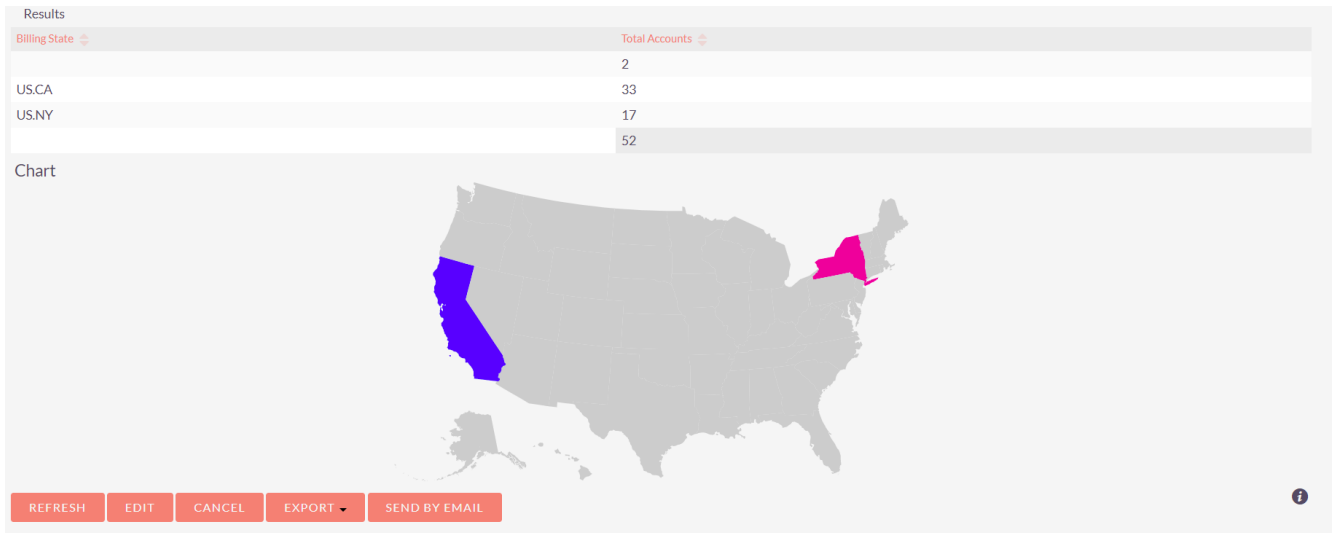 Results
Billing State Total Accounts
2
US.CA 33
US.NY 17
52
Chart
REFRESH EDIT CANCEL EXPORT SEND BY EMAIL i